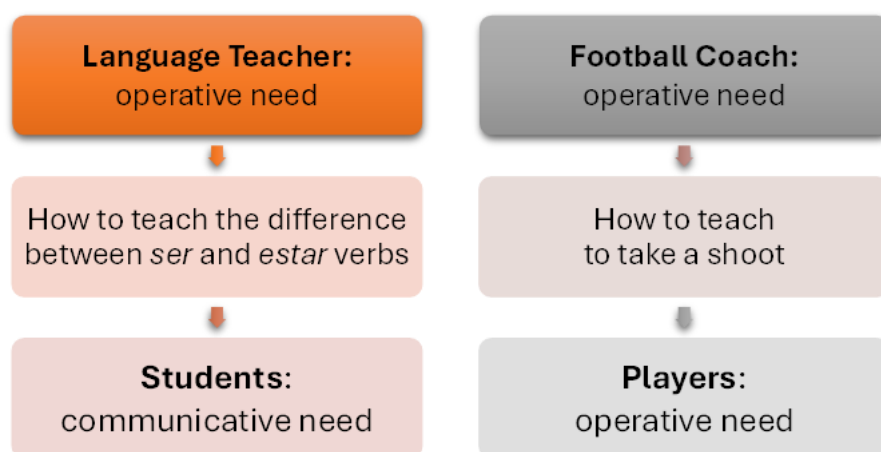 Language Teacher:
operative need
How to teach the difference
between ser and estar verbs
Students:
communicative need
Football Coach:
operative need
How to teach
to take a shoot
Players:
operative need